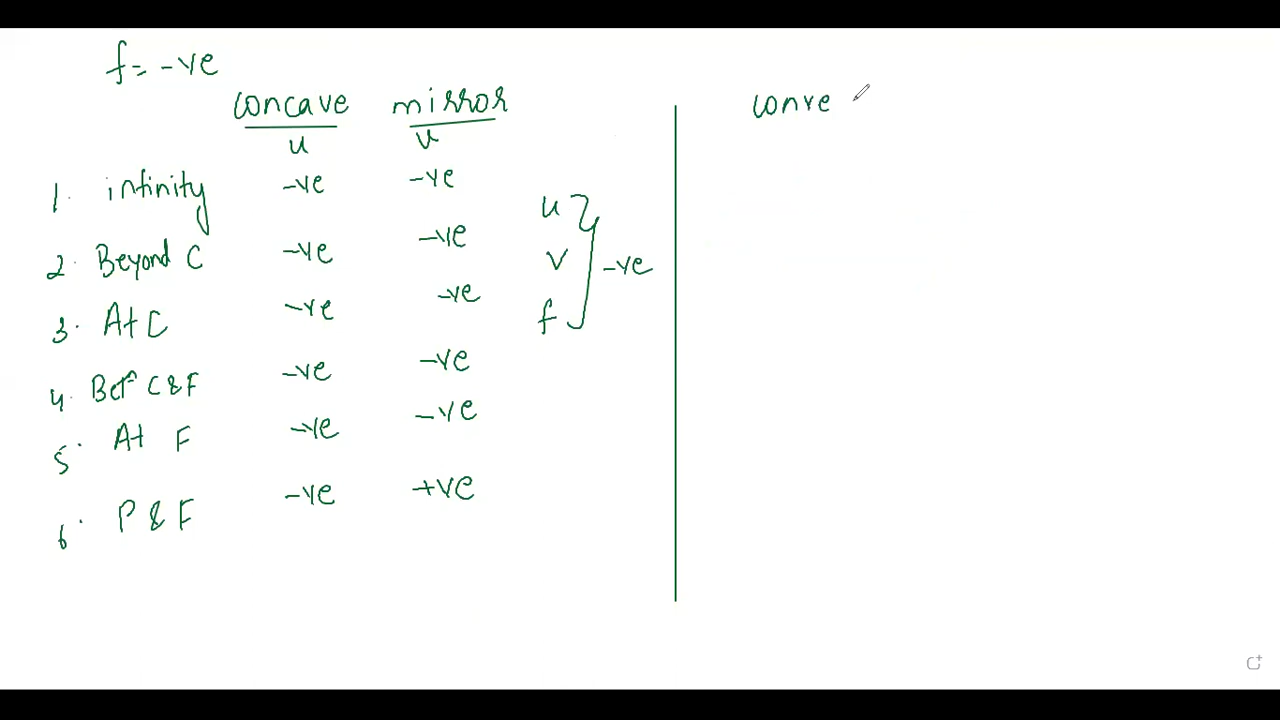 f = -ve
concave mirror
u v
1. infinity -ve -ve
2. Beyond C -ve -ve
3. At C -ve -ve
4. Betn C & F -ve -ve
5. At F -ve -ve
6. P & F -ve +ve
u
v -ve
f
conve